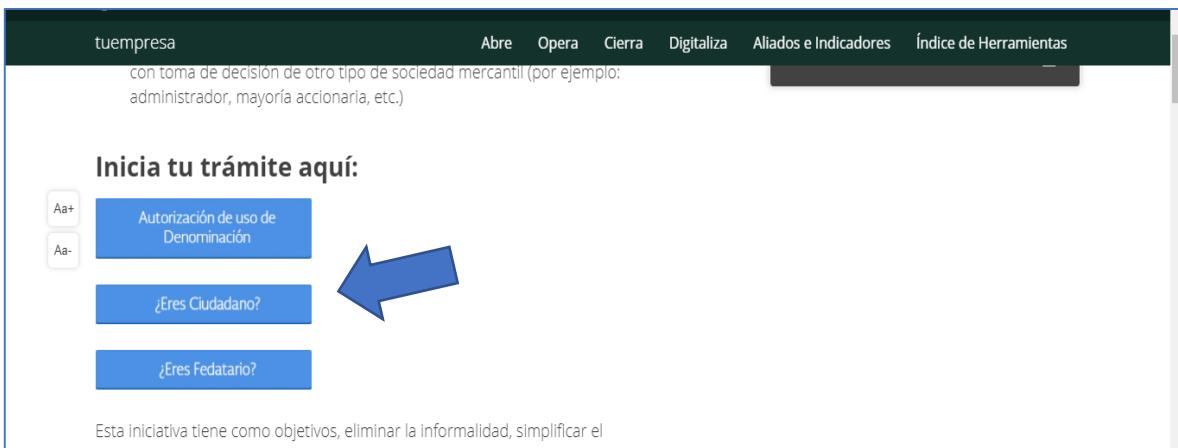 tuempresa
Abre Opera Cierra Digitaliza Aliados e Indicadores Índice de Herramientas
con toma de decisión de otro tipo de sociedad mercantil (por ejemplo:
administrador, mayoría accionaria, etc.)
Inicia tu trámite aquí:
Aa+
Autorización de uso de
Denominación
Aa-
¿Eres Ciudadano?
¿Eres Fedatario?
Esta iniciativa tiene como objetivos, eliminar la informalidad, simplificar el